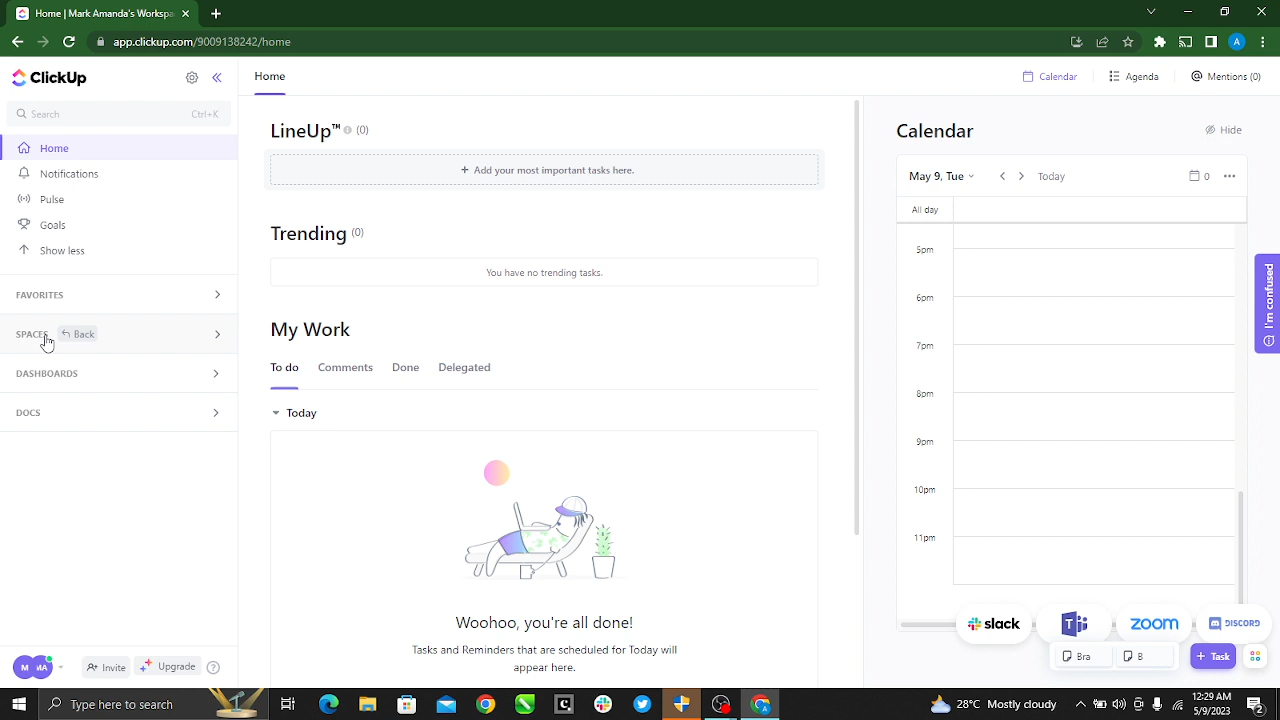 Home | Mark Amanda's Workspa
app.clickup.com/9009138242/home
A
ClickUp
Search
Ctrl+K
Home
Notifications
Pulse
Goals
Show less
FAVORITES
SPACES
Back
DASHBOARDS
DOCS
M
MA
Invite
Upgrade
Home
Calendar
Agenda
Mentions (0)
LineUp™ (0)
+ Add your most important tasks here.
Trending (0)
You have no trending tasks.
My Work
To do
Comments
Done
Delegated
Today
Woohoo, you're all done!
Tasks and Reminders that are scheduled for Today will
appear here.
Calendar
Hide
May 9, Tue
Today
0
All day
5pm
6pm
7pm
8pm
9pm
10pm
11pm
I'm confused
slack
T
zoom
DISCORD
Bra
B
+ Task
Type here to search
28°C Mostly cloudy
12:29 AM
5/9/2023
2